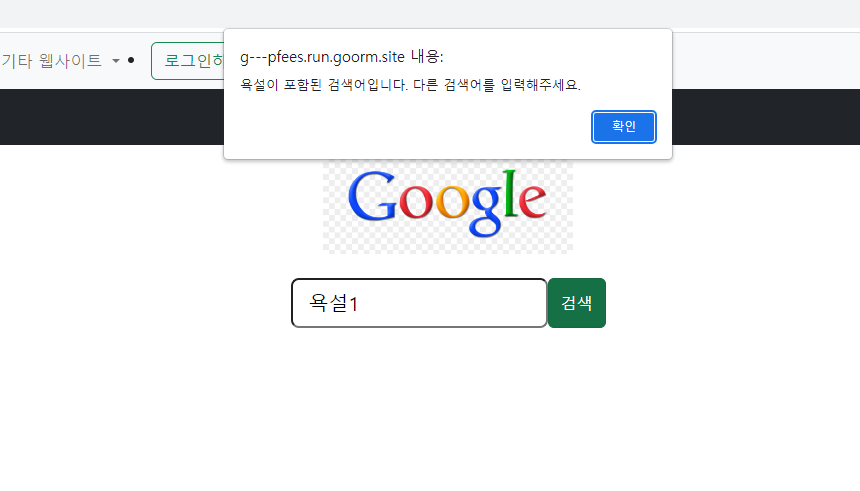 g---pfees.run.goorm.site 내용:
욕설이 포함된 검색어입니다. 다른 검색어를 입력해주세요.
확인
기타 웹사이트
로그인하
Google
욕설1
검색